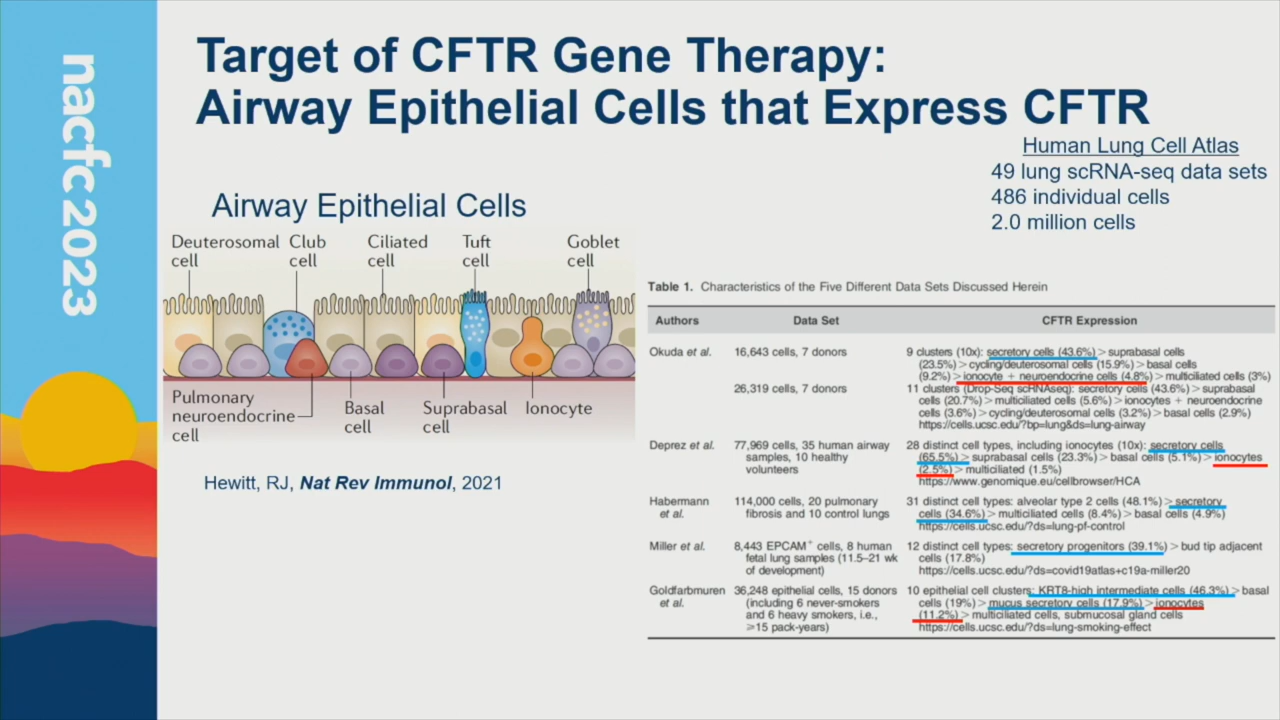 nacfc 2023
Target of CFTR Gene Therapy:
Airway Epithelial Cells that Express CFTR
Human Lung Cell Atlas
49 lung scRNA-seq data sets
486 individual cells
2.0 million cells
Airway Epithelial Cells
Deuterosomal cell
Club cell
Ciliated cell
Tuft cell
Goblet cell
Pulmonary neuroendocrine cell
Basal cell
Suprabasal cell
Ionocyte
Hewitt, RJ, Nat Rev Immunol, 2021
Table 1. Characteristics of the Five Different Data Sets Discussed Herein
Authors Data Set CFTR Expression
Okuda et al. 16,643 cells, 7 donors 9 clusters (10x): secretory cells (43.6%) > suprabasal cells
(23.5%) > cycling/deuterosomal cells (15.9%) > basal cells
(9.2%) > ionocyte + neuroendocrine cells (4.8%) > multiciliated cells (3%)
26,319 cells, 7 donors 11 clusters (Drop-Seq scRNAseq): secretory cells (43.6%) > suprabasal
cells (20.7%) > multiciliated cells (5.6%) > ionocytes + neuroendocrine
cells (3.6%) > cycling/deuterosomal cells (3.2%) > basal cells (2.9%)
https://cells.ucsc.edu/?bp=lung&ds=lung-airway
Deprez et al. 77,969 cells, 35 human airway 28 distinct cell types, including ionocytes (10x): secretory cells
samples, 10 healthy (65.5%) > suprabasal cells (23.3%) > basal cells (5.1%) > ionocytes
volunteers (2.5%) > multiciliated (1.5%)
https://www.genomique.eu/cellbrowser/HCA
Habermann 114,000 cells, 20 pulmonary 31 distinct cell types: alveolar type 2 cells (48.1%) > secretory
et al. fibrosis and 10 control lungs cells (34.6%) > multiciliated cells (8.4%) > basal cells (4.9%)
https://cells.ucsc.edu/?ds=lung-pf-control
Miller et al. 8,443 EPCAM+ cells, 8 human 12 distinct cell types: secretory progenitors (39.1%) > bud tip adjacent
fetal lung samples (11.5–21 wk cells (17.8%)
of development) https://cells.ucsc.edu/?ds=covid19atlas+c19a-miller20
Goldfarbmuren 36,248 epithelial cells, 15 donors 10 epithelial cell clusters: KRT8-high intermediate cells (46.3%) > basal
et al. (including 6 never-smokers cells (19%) > mucus secretory cells (17.9%) > ionocytes
and 6 heavy smokers, i.e., (11.2%) > multiciliated cells, submucosal gland cells
≥15 pack-years) https://cells.ucsc.edu/?ds=lung-smoking-effect